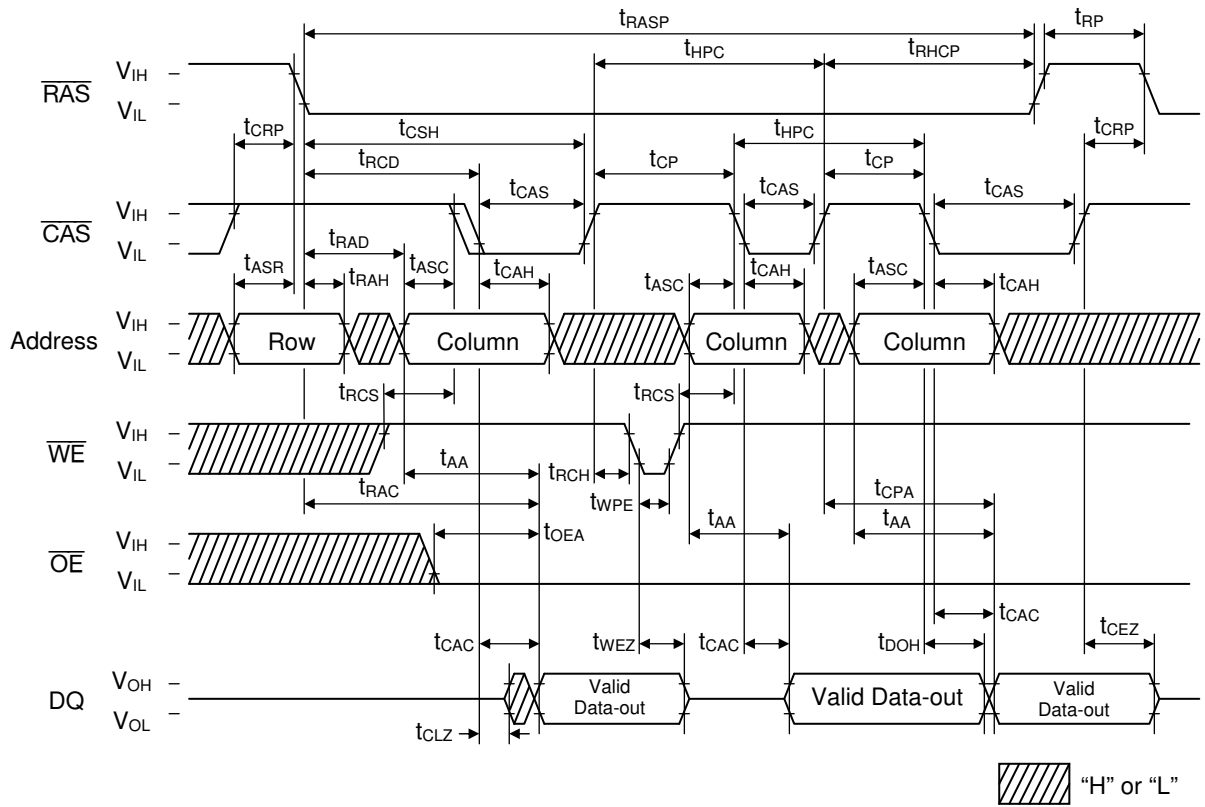 tRASP
tRP
tHPC
tRHCP
RAS
VIH
VIL
tCRP
tCSH
tHPC
tCRP
tRCD
tCP
tCP
tCAS
tCAS
tCAS
CAS
VIH
VIL
tRAD
tASR
tRAH
tASC
tCAH
tASC
tCAH
tASC
tCAH
Address
VIH
VIL
Row
Column
Column
Column
tRCS
tRCS
WE
VIH
VIL
tAA
tRCH
tRAC
tWPE
tCPA
tAA
tAA
OE
VIH
VIL
tOEA
tCAC
tCAC
tWEZ
tCAC
tDOH
tCEZ
DQ
VOH
VOL
Valid
Data-out
Valid Data-out
Valid
Data-out
tCLZ
“H” or “L”